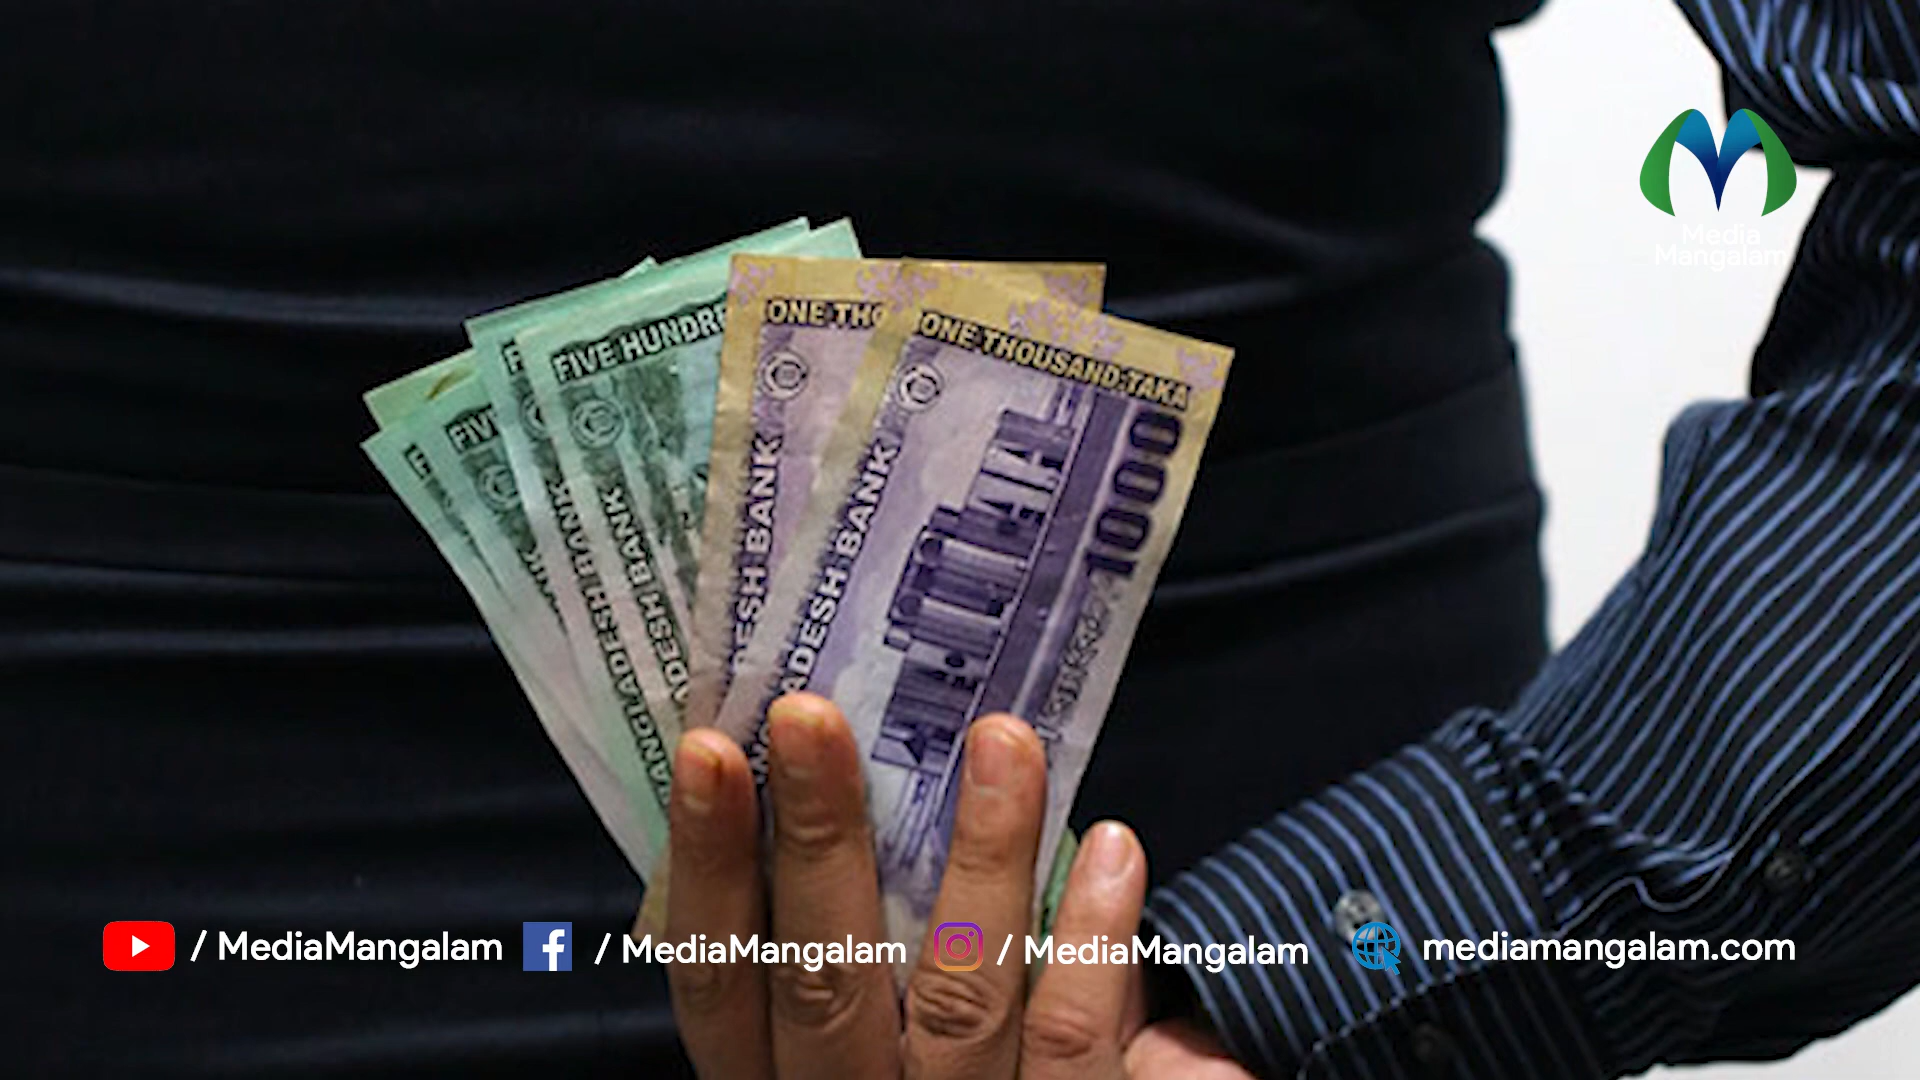 Media
Mangalam
FIVE HUNDRE
ONE THO
ONE THOUSAND TAKA
FIV
1000
BANGLADESH BANK
ADESH BANK
DESH BANK
ADESH BANK
/ MediaMangalam
/ MediaMangalam
/ MediaMangalam
mediamangalam.com